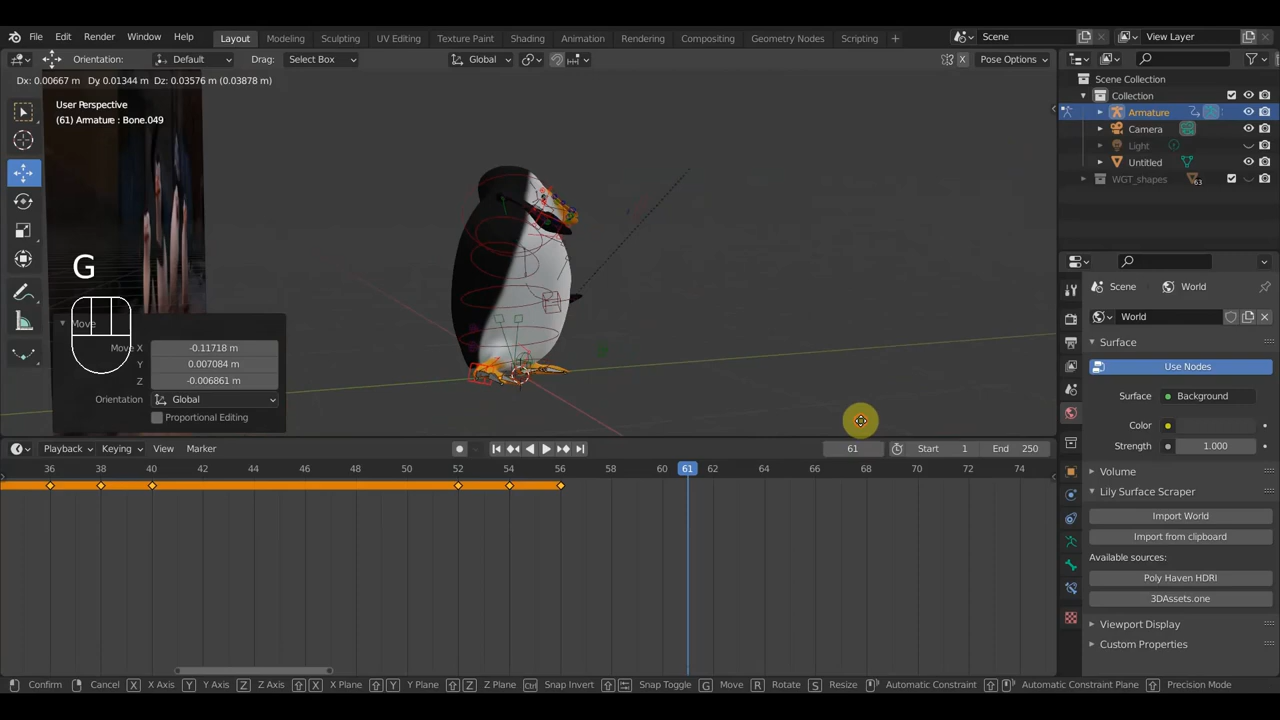 File Edit Render Window Help Layout Modeling Sculpting UV Editing Texture Paint Shading Animation Rendering Compositing Geometry Nodes Scripting + Scene View Layer
Orientation: Default Drag: Select Box Global X Pose Options
Dx: 0.00667 m Dy: 0.01344 m Dz: 0.03576 m (0.03878 m)
User Perspective
(61) Armature : Bone.049
Scene Collection
Collection
Armature
Camera
Light
Untitled
WGT_shapes 63
G
Move
Move X -0.11718 m
Y 0.007084 m
Z -0.006861 m
Orientation Global
Proportional Editing
Scene World
World
Surface
Use Nodes
Surface Background
Color
Strength 1.000
Volume
Lily Surface Scraper
Import World
Import from clipboard
Available sources:
Poly Haven HDRI
3DAssets.one
Viewport Display
Custom Properties
Playback Keying View Marker 61 Start 1 End 250
36 38 40 42 44 46 48 50 52 54 56 58 60 61 62 64 66 68 70 72 74
Confirm Cancel X X Axis Y Y Axis Z Z Axis X X Plane Y Y Plane Z Z Plane Ctrl Snap Invert Snap Toggle G Move R Rotate S Resize Automatic Constraint Automatic Constraint Plane Precision Mode